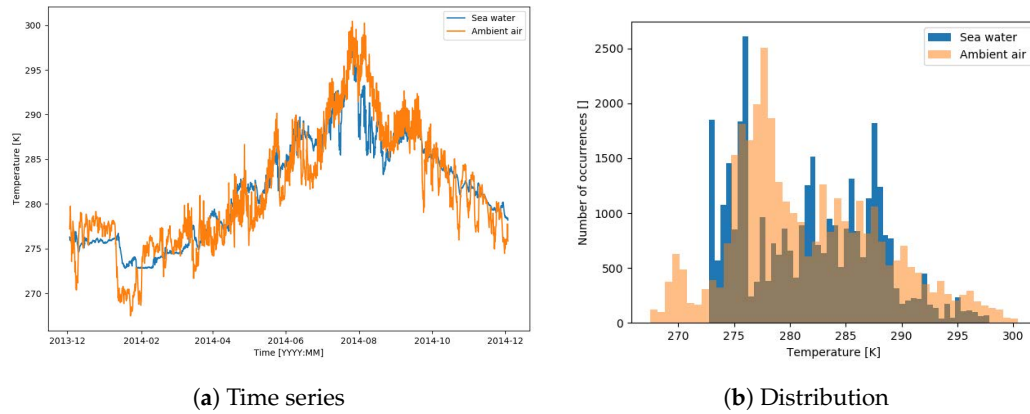 300
295
290
285
280
275
270
Temperature [K]
Sea water
Ambient air
2013-12
2014-02
2014-04
2014-06
2014-08
2014-10
2014-12
Time [YYYY:MM]
(a) Time series
2500
2000
1500
1000
500
0
Number of occurrences []
Sea water
Ambient air
270
275
280
285
290
295
300
Temperature [K]
(b) Distribution